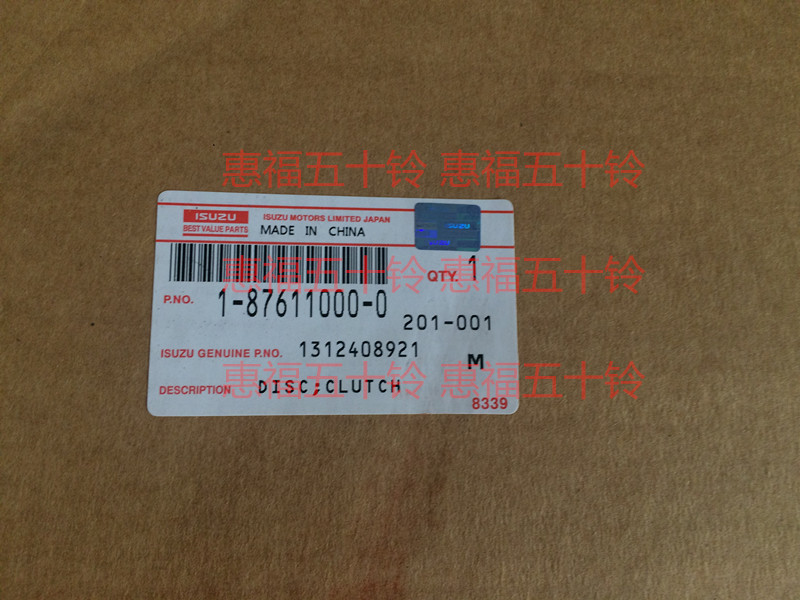 惠福五十铃 惠福五十铃
ISUZU
BEST VALUE PARTS
ISUZU MOTORS LIMITED JAPAN
MADE IN CHINA
ISUZU
惠福五十铃 惠福五十铃
QTY. 1
P.NO. 1-87611000-0
201-001
ISUZU GENUINE P.NO. 1312408921
M
惠福五十铃 惠福五十铃
DESCRIPTION DISC;CLUTCH
8339